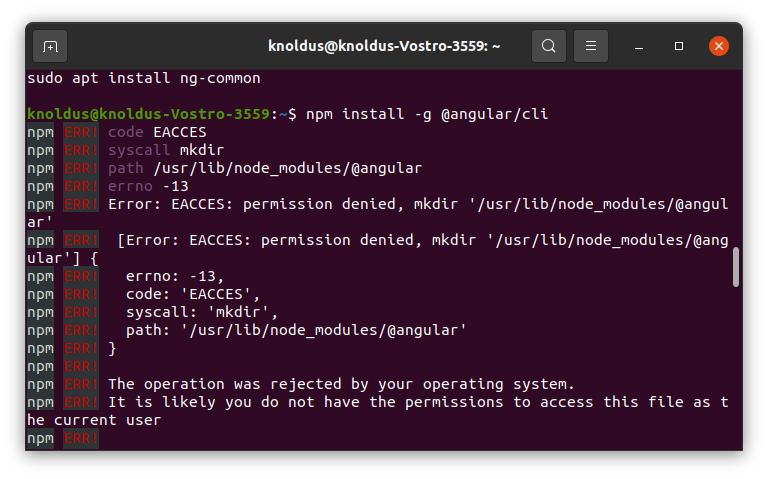 knoldus@knoldus-Vostro-3559: ~
sudo apt install ng-common
knoldus@knoldus-Vostro-3559:~$ npm install -g @angular/cli
npm ERR! code EACCES
npm ERR! syscall mkdir
npm ERR! path /usr/lib/node_modules/@angular
npm ERR! errno -13
npm ERR! Error: EACCES: permission denied, mkdir '/usr/lib/node_modules/@angul
ar'
npm ERR!  [Error: EACCES: permission denied, mkdir '/usr/lib/node_modules/@ang
ular'] {
npm ERR!   errno: -13,
npm ERR!   code: 'EACCES',
npm ERR!   syscall: 'mkdir',
npm ERR!   path: '/usr/lib/node_modules/@angular'
npm ERR! }
npm ERR!
npm ERR! The operation was rejected by your operating system.
npm ERR! It is likely you do not have the permissions to access this file as t
he current user
npm ERR!